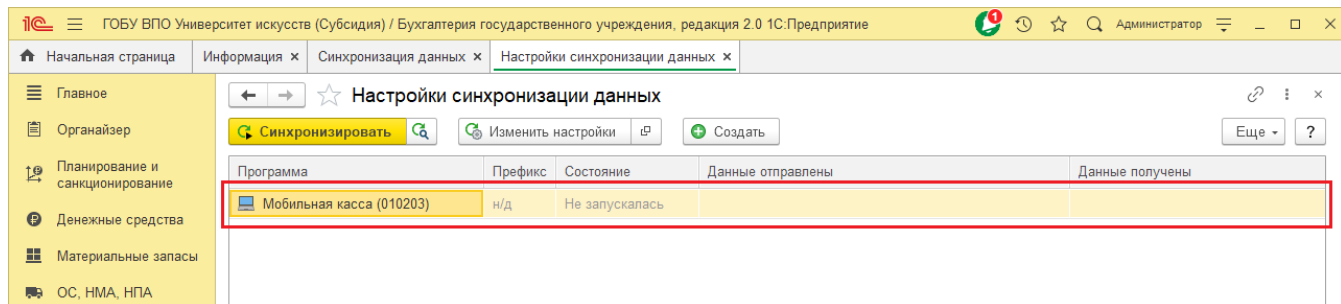 1С ГОБУ ВПО Университет искусств (Субсидия) / Бухгалтерия государственного учреждения, редакция 2.0 1С:Предприятие 1 Администратор
Начальная страница Информация × Синхронизация данных × Настройки синхронизации данных ×
Главное
Настройки синхронизации данных
Органайзер
Синхронизировать Изменить настройки Создать Еще ?
Планирование и
санкционирование
Программа Префикс Состояние Данные отправлены Данные получены
Мобильная касса (010203) н/д Не запускалась
Денежные средства
Материальные запасы
ОС, НМА, НПА